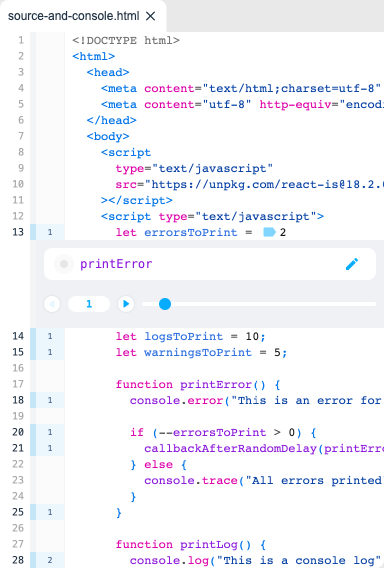 source-and-console.html
1 <!DOCTYPE html>
2 <html>
3 <head>
4 <meta content="text/html;charset=utf-8"
5 <meta content="utf-8" http-equiv="encodi
6 </head>
7 <body>
8 <script
9 type="text/javascript"
10 src="https://unpkg.com/react-is@18.2.0
11 ></script>
12 <script type="text/javascript">
13 1 let errorsToPrint = 2
printError
1
14 1 let logsToPrint = 10;
15 1 let warningsToPrint = 5;
16
17 function printError() {
18 1 console.error("This is an error for
19
20 1 if (--errorsToPrint > 0) {
21 1 callbackAfterRandomDelay(printErro
22 } else {
23 console.trace("All errors printed
24 }
25 1 }
26
27 function printLog() {
28 2 console.log("This is a console log"